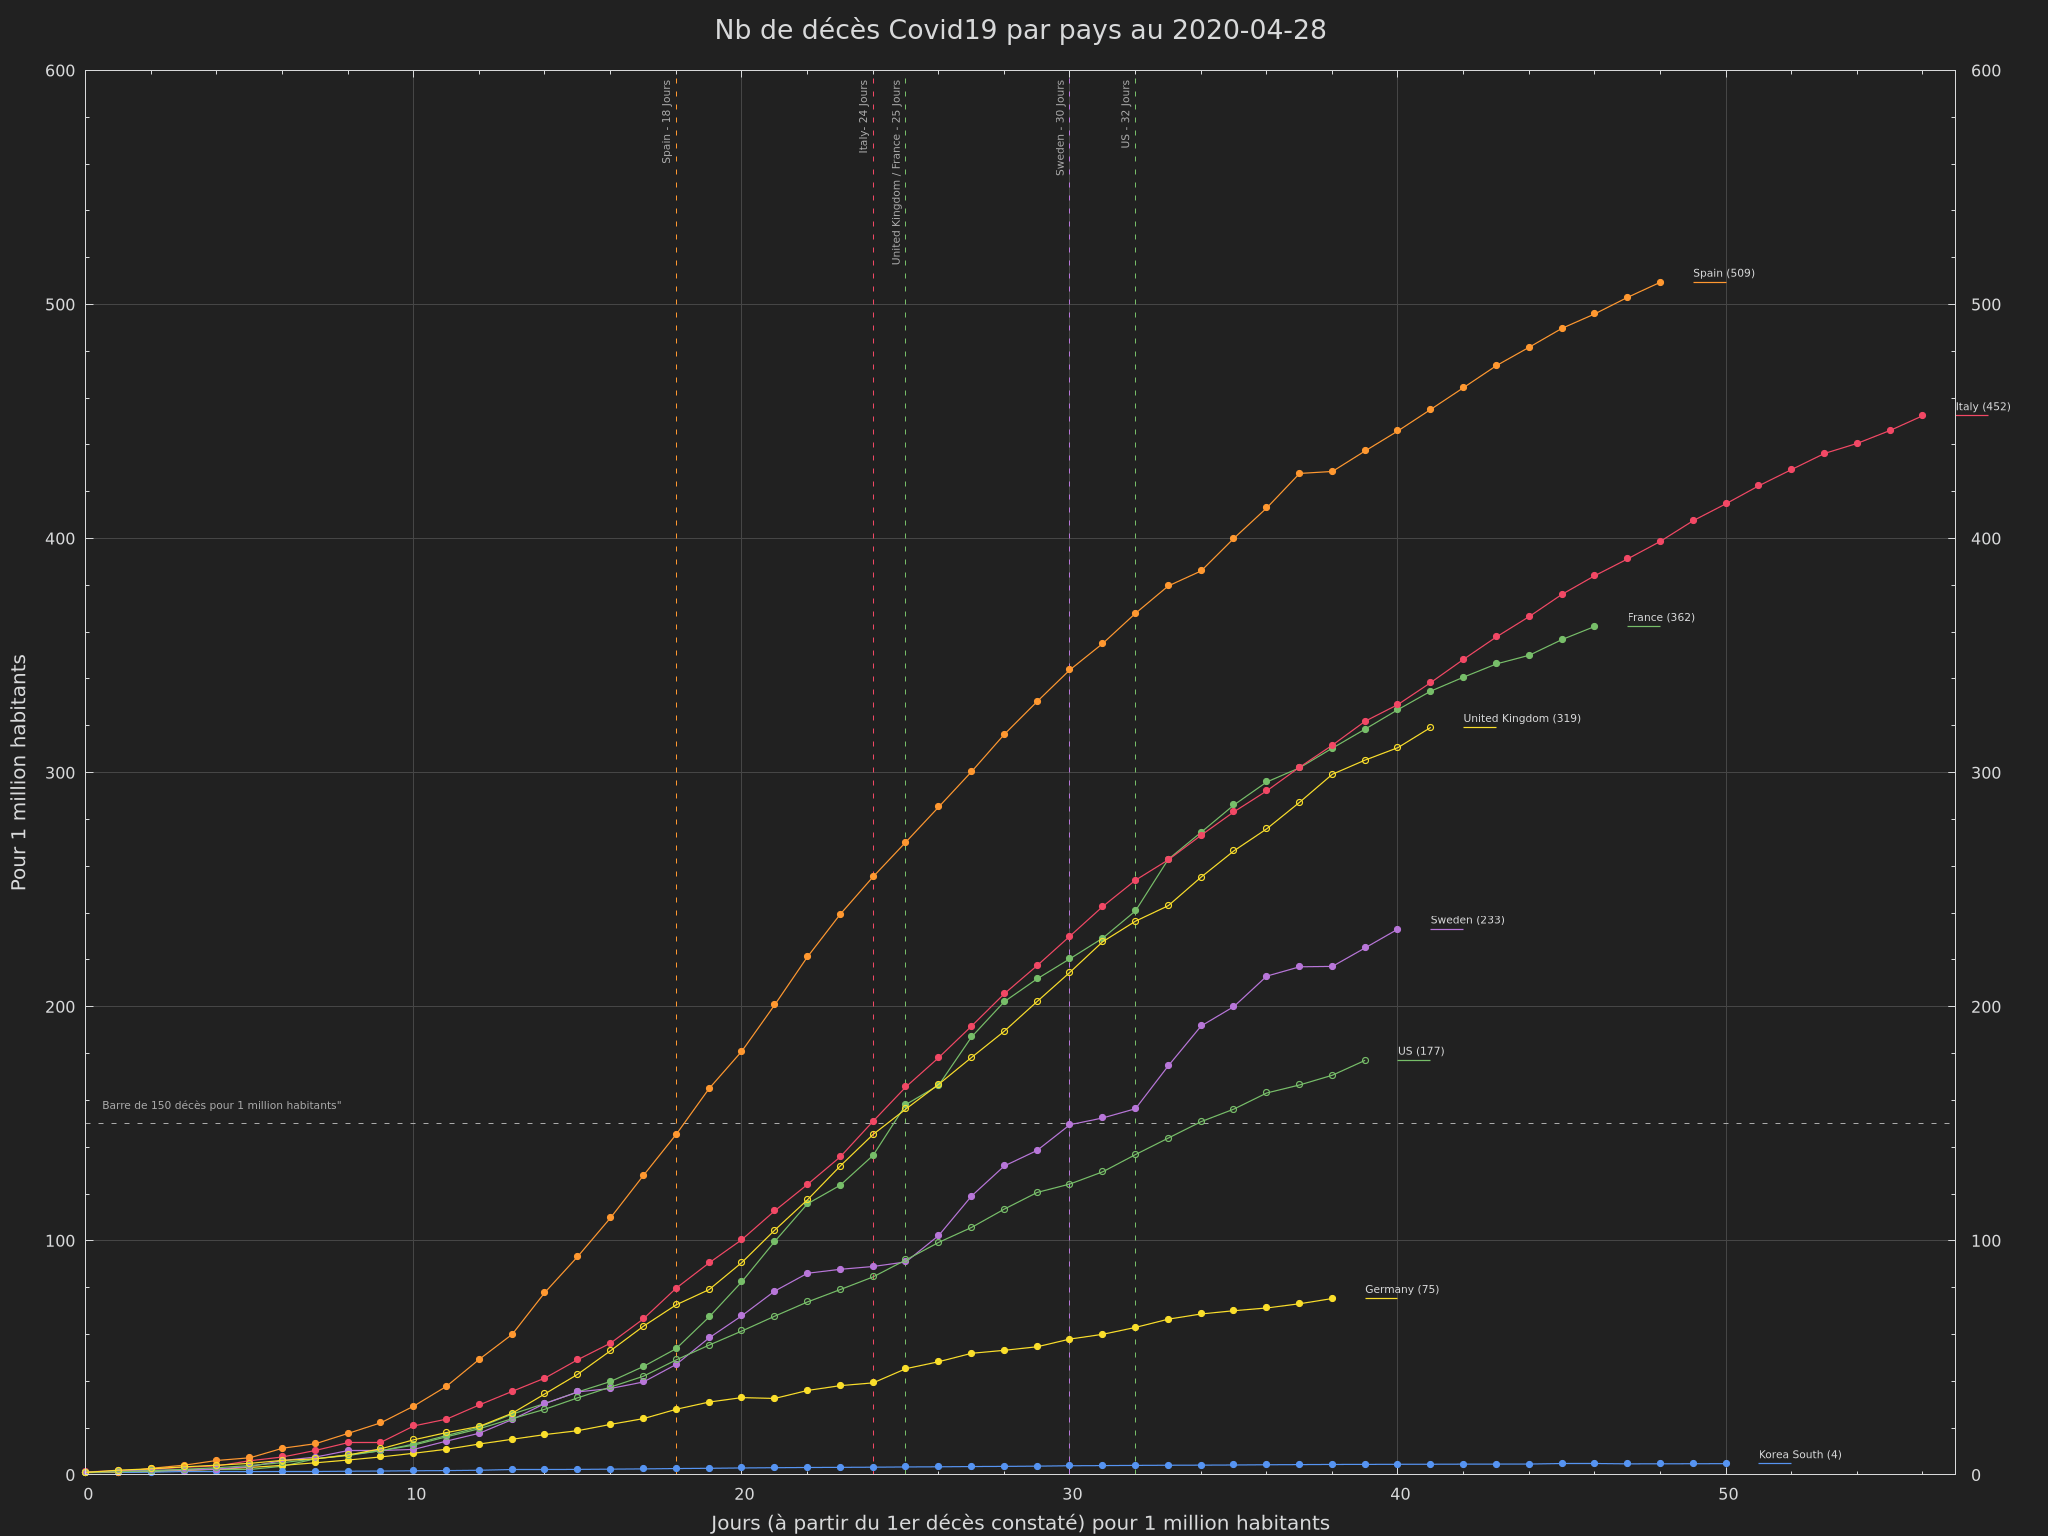 Nb de décès Covid19 par pays au 2020-04-28
600
500
400
300
200
100
0
600
500
400
300
200
100
0
Pour 1 million habitants
Spain - 18 Jours
Italy- 24 Jours
United Kingdom / France - 25 Jours
Sweden - 30 Jours
US - 32 Jours
Spain (509)
Italy (452)
France (362)
United Kingdom (319)
Sweden (233)
US (177)
Barre de 150 décès pour 1 million habitants"
Germany (75)
Korea South (4)
0 10 20 30 40 50
Jours (à partir du 1er décès constaté) pour 1 million habitants